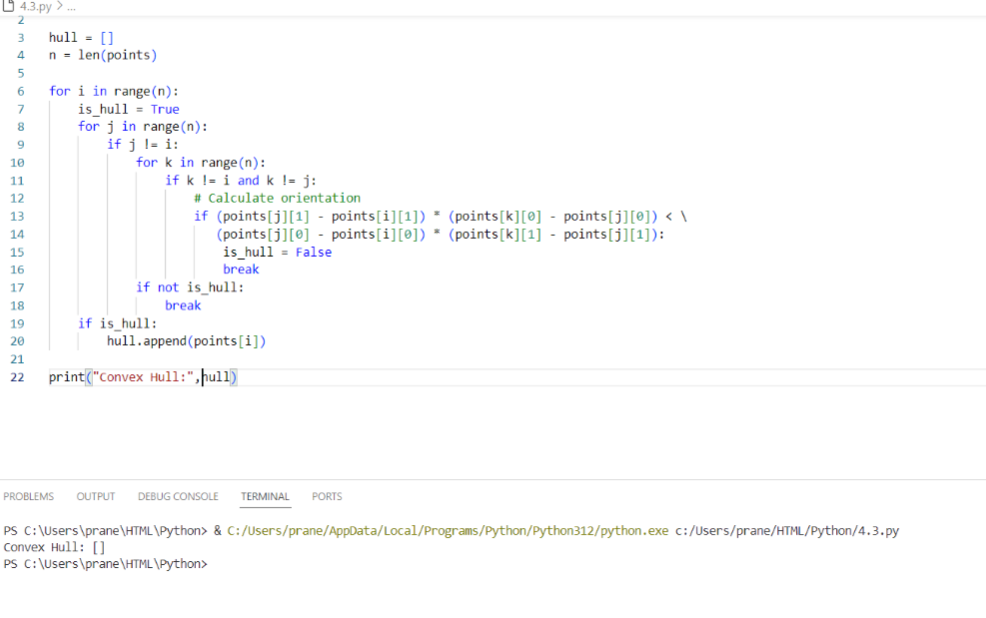 4.3.py > ...
2
3 hull = []
4 n = len(points)
5
6 for i in range(n):
7     is_hull = True
8     for j in range(n):
9         if j != i:
10             for k in range(n):
11                 if k != i and k != j:
12                     # Calculate orientation
13                     if (points[j][1] - points[i][1]) * (points[k][0] - points[j][0]) < \
14                        (points[j][0] - points[i][0]) * (points[k][1] - points[j][1]):
15                         is_hull = False
16                         break
17             if not is_hull:
18                 break
19     if is_hull:
20         hull.append(points[i])
21
22 print("Convex Hull:",hull)
PROBLEMS OUTPUT DEBUG CONSOLE TERMINAL PORTS
PS C:\Users\prane\HTML\Python> & C:/Users/prane/AppData/Local/Programs/Python/Python312/python.exe c:/Users/prane/HTML/Python/4.3.py
Convex Hull: []
PS C:\Users\prane\HTML\Python>